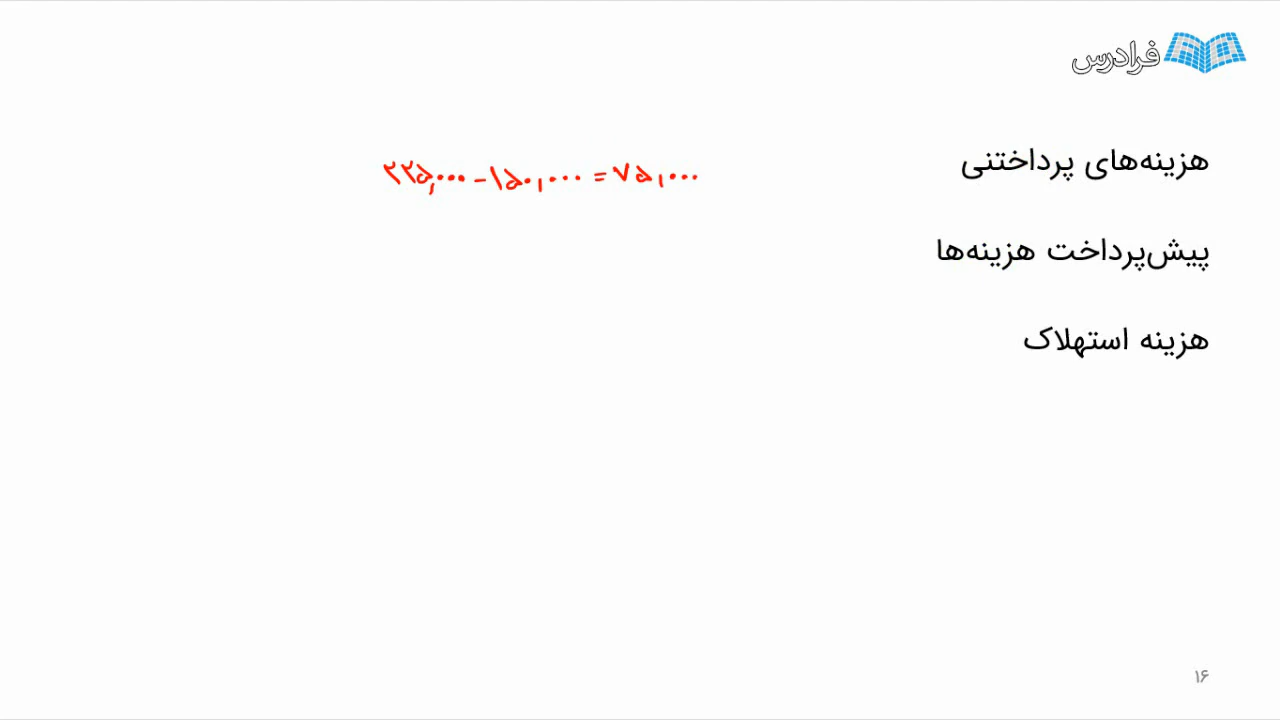 فرادرس
هزینه‌های پرداختنی
۲۲۵,۰۰۰ - ۱۵۰,۰۰۰ = ۷۵,۰۰۰
پیش‌پرداخت هزینه‌ها
هزینه استهلاک
۱۶